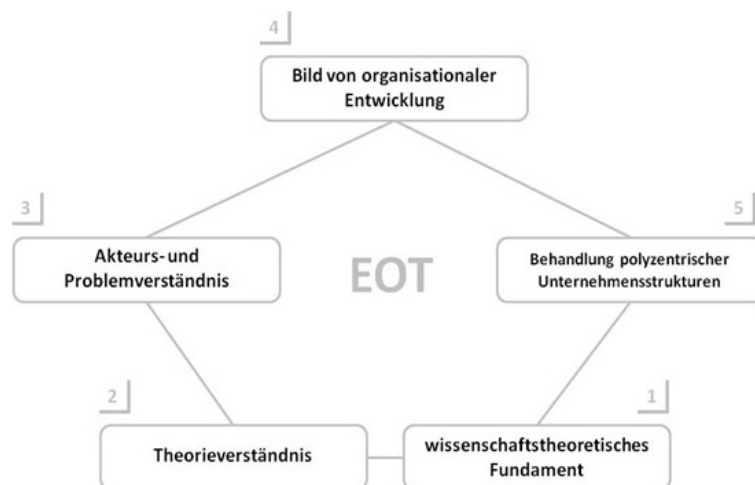 4
Bild von organisationaler
Entwicklung
3
Akteurs- und
Problemverständnis
EOT
5
Behandlung polyzentrischer
Unternehmensstrukturen
2
Theorieverständnis
1
wissenschaftstheoretisches
Fundament